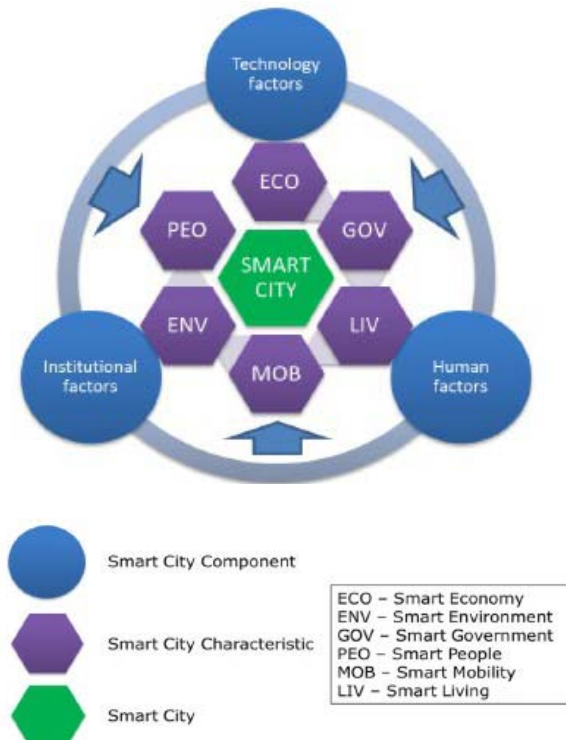 Technology
factors
ECO
PEO
GOV
SMART
CITY
ENV
LIV
MOB
Institutional
factors
Human
factors
Smart City Component
Smart City Characteristic
Smart City
ECO – Smart Economy
ENV – Smart Environment
GOV – Smart Government
PEO – Smart People
MOB – Smart Mobility
LIV – Smart Living